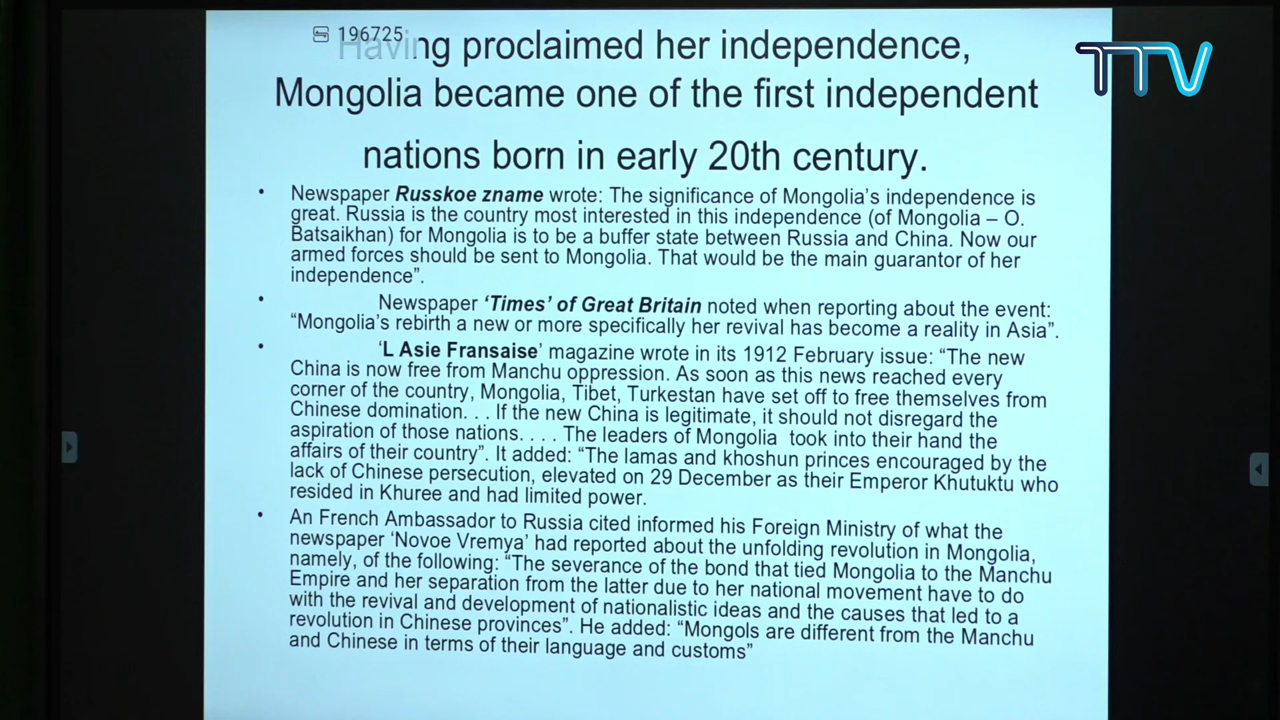 196725
TTV
Having proclaimed her independence,
Mongolia became one of the first independent
nations born in early 20th century.
• Newspaper Russkoe zname wrote: The significance of Mongolia’s independence is
great. Russia is the country most interested in this independence (of Mongolia – O.
Batsaikhan) for Mongolia is to be a buffer state between Russia and China. Now our
armed forces should be sent to Mongolia. That would be the main guarantor of her
independence”.
• Newspaper ‘Times’ of Great Britain noted when reporting about the event:
“Mongolia’s rebirth a new or more specifically her revival has become a reality in Asia”.
• ‘L Asie Fransaise’ magazine wrote in its 1912 February issue: “The new
China is now free from Manchu oppression. As soon as this news reached every
corner of the country, Mongolia, Tibet, Turkestan have set off to free themselves from
Chinese domination. . . If the new China is legitimate, it should not disregard the
aspiration of those nations. . . . The leaders of Mongolia took into their hand the
affairs of their country”. It added: “The lamas and khoshun princes encouraged by the
lack of Chinese persecution, elevated on 29 December as their Emperor Khutuktu who
resided in Khuree and had limited power.
• An French Ambassador to Russia cited informed his Foreign Ministry of what the
newspaper ‘Novoe Vremya’ had reported about the unfolding revolution in Mongolia,
namely, of the following: “The severance of the bond that tied Mongolia to the Manchu
Empire and her separation from the latter due to her national movement have to do
with the revival and development of nationalistic ideas and the causes that led to a
revolution in Chinese provinces”. He added: “Mongols are different from the Manchu
and Chinese in terms of their language and customs”